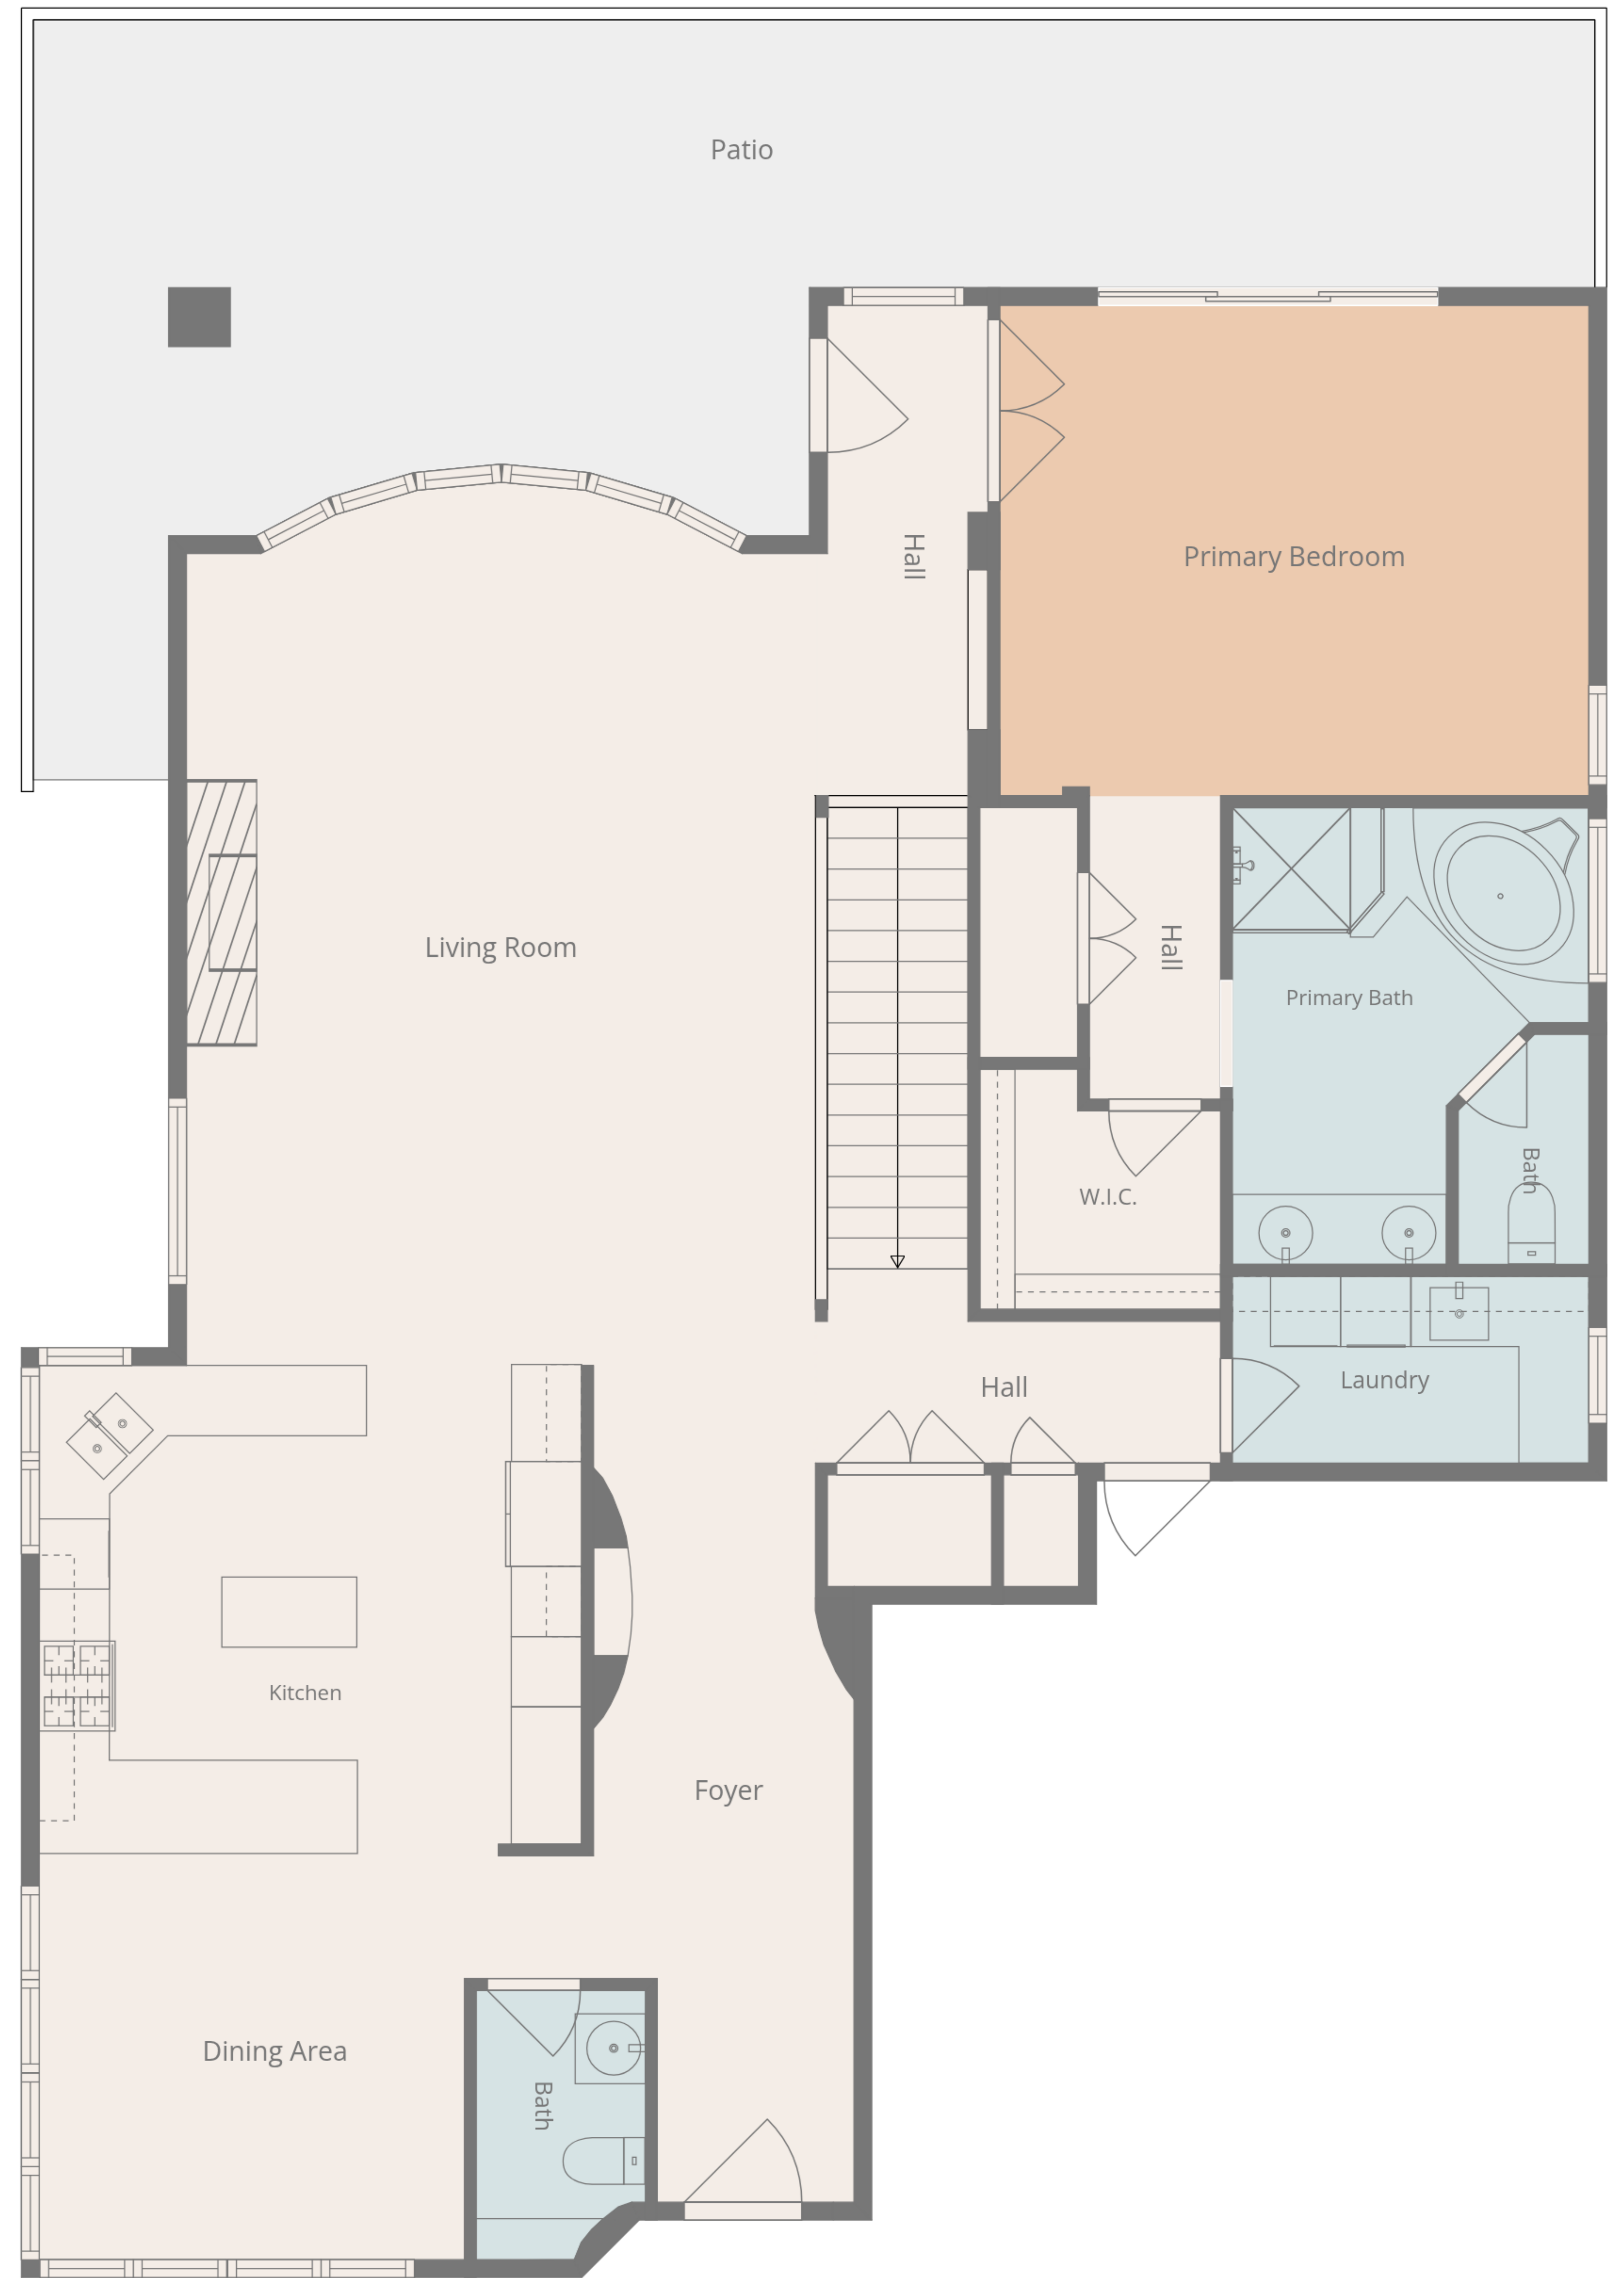 Patio
Hall
Primary Bedroom
Living Room
Hall
Primary Bath
Bath
W.I.C.
Hall
Laundry
Kitchen
Foyer
Dining Area
Bath